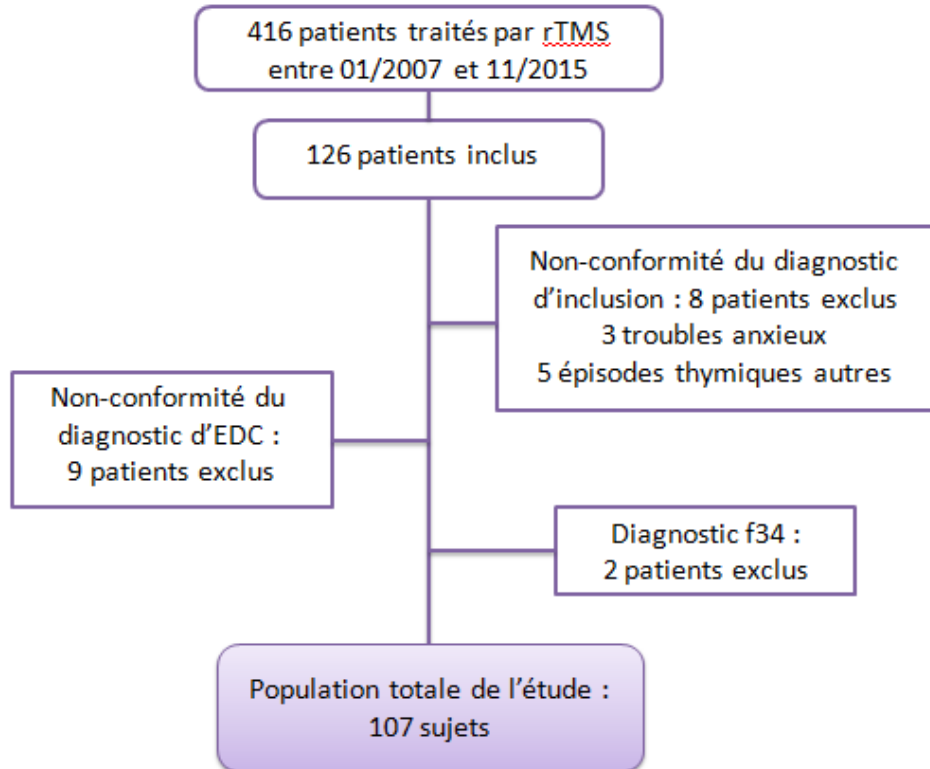 416 patients traités par rTMS
entre 01/2007 et 11/2015
126 patients inclus
Non-conformité du diagnostic
d'inclusion : 8 patients exclus
3 troubles anxieux
5 épisodes thymiques autres
Non-conformité du
diagnostic d'EDC :
9 patients exclus
Diagnostic f34 :
2 patients exclus
Population totale de l'étude :
107 sujets